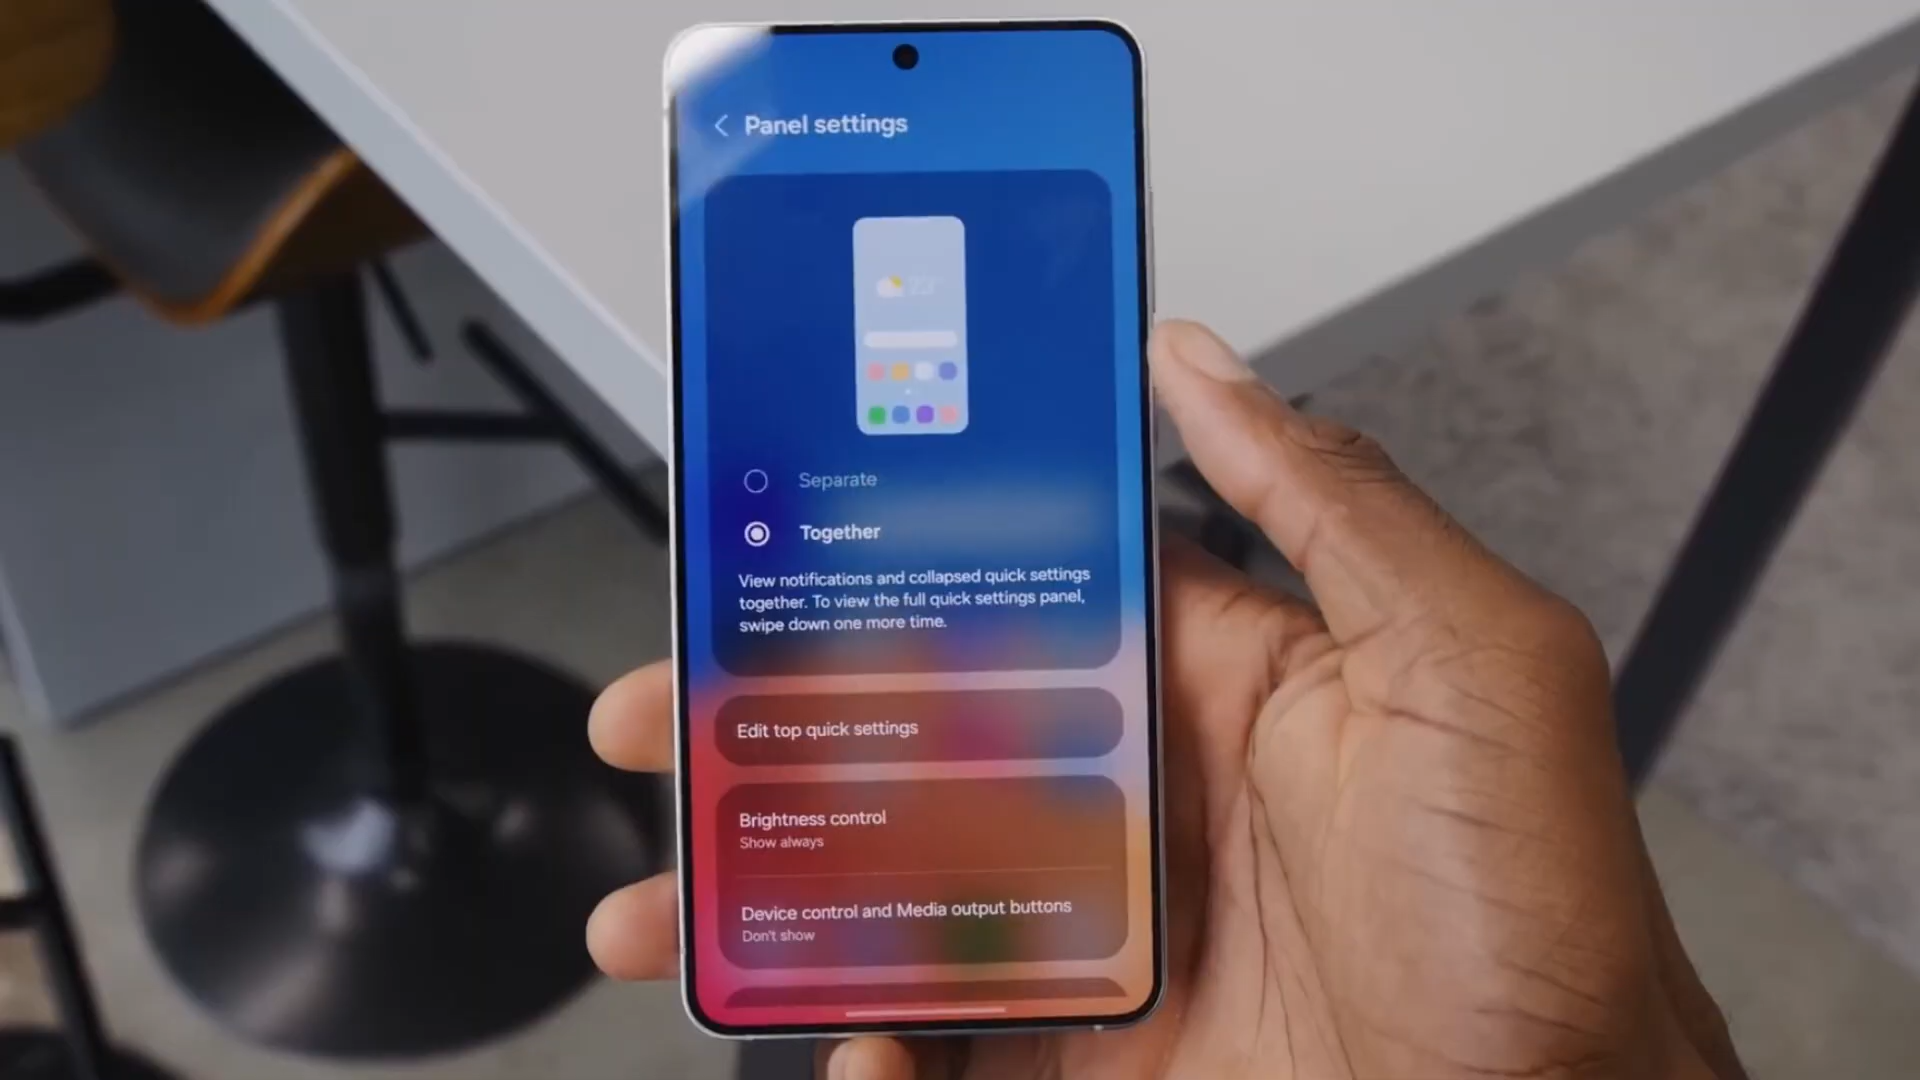 Panel settings
23°
Separate
Together
View notifications and collapsed quick settings
together. To view the full quick settings panel,
swipe down one more time.
Edit top quick settings
Brightness control
Show always
Device control and Media output buttons
Don't show